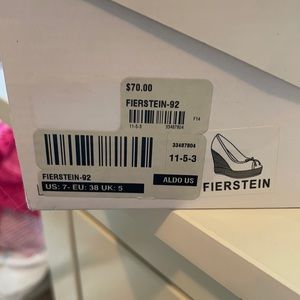 $70.00
FIERSTEIN-92
11-5-3 33487804
F14
33487804
11-5-3
FIERSTEIN-92
US: 7- EU: 38 UK: 5
ALDO US
FIERSTEIN